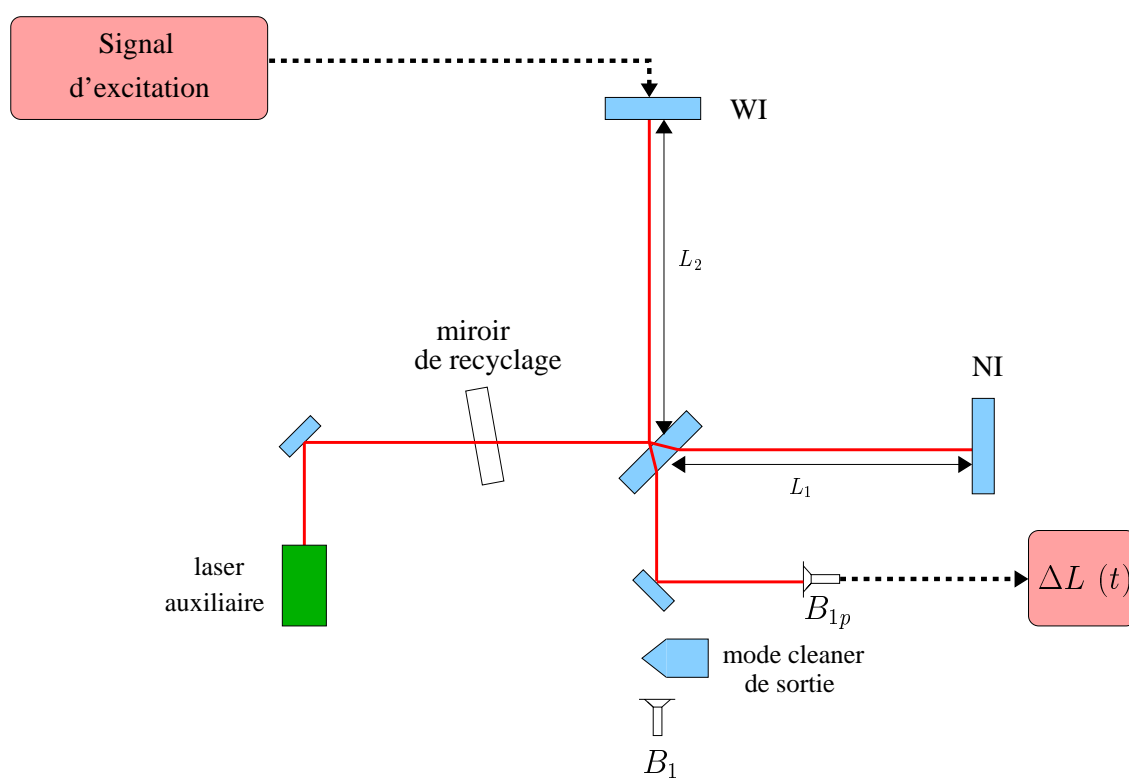 Signal
d'excitation
WI
L₂
miroir
de recyclage
NI
L₁
laser
auxiliaire
B₁ₚ
ΔL (t)
mode cleaner
de sortie
B₁